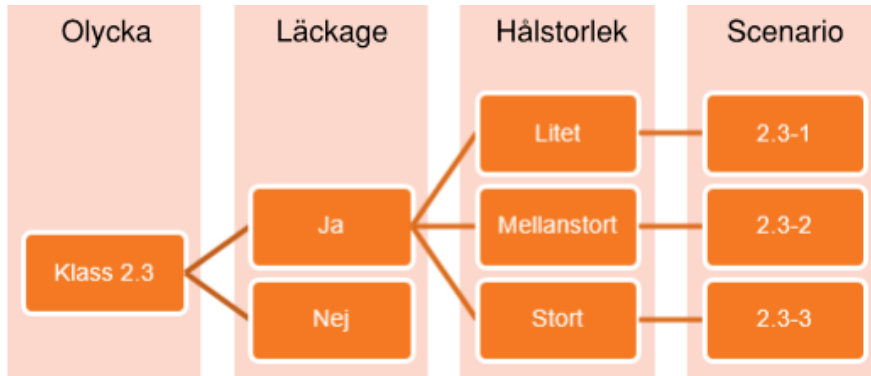 Olycka Läckage Hålstorlek Scenario
Litet 2.3-1
Ja Mellanstort 2.3-2
Klass 2.3
Nej Stort 2.3-3